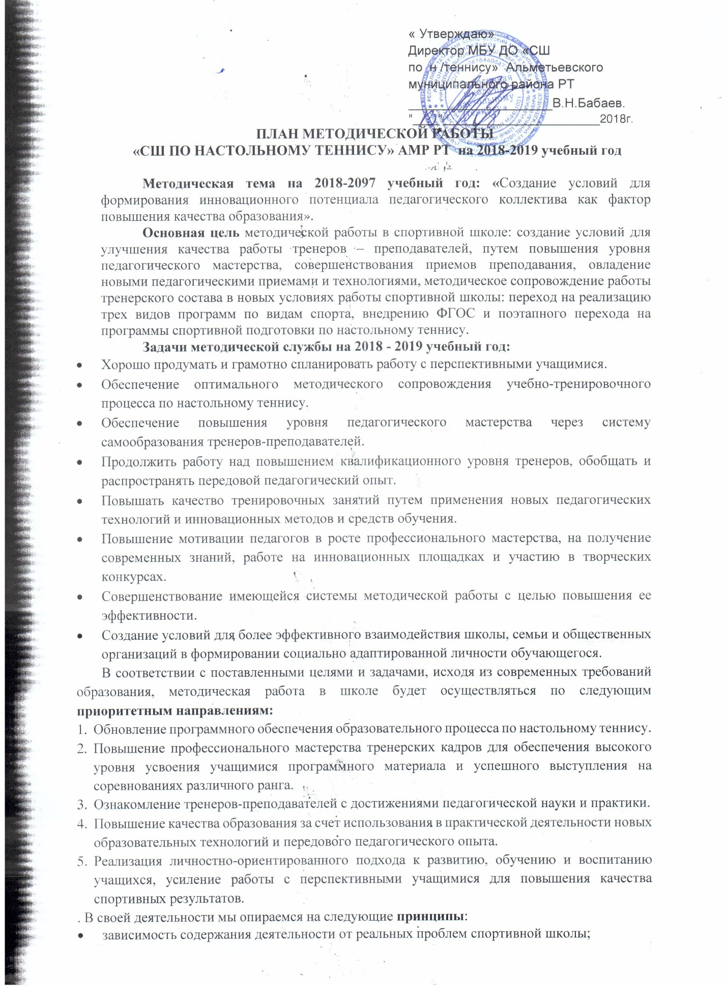 « Утверждаю»
Директор МБУ ДО «СШ
по н /теннису» Альметьевского
муниципального района РТ
____________________В.Н.Бабаев.
"___"______________________2018г.
ПЛАН МЕТОДИЧЕСКОЙ РАБОТЫ
«СШ ПО НАСТОЛЬНОМУ ТЕННИСУ» АМР РТ на 2018-2019 учебный год
Методическая тема на 2018-2097 учебный год: «Создание условий для
формирования инновационного потенциала педагогического коллектива как фактор
повышения качества образования».
Основная цель методической работы в спортивной школе: создание условий для
улучшения качества работы тренеров – преподавателей, путем повышения уровня
педагогического мастерства, совершенствования приемов преподавания, овладение
новыми педагогическими приемами и технологиями, методическое сопровождение работы
тренерского состава в новых условиях работы спортивной школы: переход на реализацию
трех видов программ по видам спорта, внедрению ФГОС и поэтапного перехода на
программы спортивной подготовки по настольному теннису.
Задачи методической службы на 2018 - 2019 учебный год:
• Хорошо продумать и грамотно спланировать работу с перспективными учащимися.
• Обеспечение оптимального методического сопровождения учебно-тренировочного
процесса по настольному теннису.
• Обеспечение повышения уровня педагогического мастерства через систему
самообразования тренеров-преподавателей.
• Продолжить работу над повышением квалификационного уровня тренеров, обобщать и
распространять передовой педагогический опыт.
• Повышать качество тренировочных занятий путем применения новых педагогических
технологий и инновационных методов и средств обучения.
• Повышение мотивации педагогов в росте профессионального мастерства, на получение
современных знаний, работе на инновационных площадках и участию в творческих
конкурсах.
• Совершенствование имеющейся системы методической работы с целью повышения ее
эффективности.
• Создание условий для более эффективного взаимодействия школы, семьи и общественных
организаций в формировании социально адаптированной личности обучающегося.
В соответствии с поставленными целями и задачами, исходя из современных требований
образования, методическая работа в школе будет осуществляться по следующим
приоритетным направлениям:
1. Обновление программного обеспечения образовательного процесса по настольному теннису.
2. Повышение профессионального мастерства тренерских кадров для обеспечения высокого
уровня усвоения учащимися программного материала и успешного выступления на
соревнованиях различного ранга.
3. Ознакомление тренеров-преподавателей с достижениями педагогической науки и практики.
4. Повышение качества образования за счет использования в практической деятельности новых
образовательных технологий и передового педагогического опыта.
5. Реализация личностно-ориентированного подхода к развитию, обучению и воспитанию
учащихся, усиление работы с перспективными учащимися для повышения качества
спортивных результатов.
. В своей деятельности мы опираемся на следующие принципы:
• зависимость содержания деятельности от реальных проблем спортивной школы;